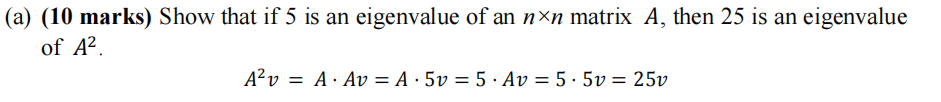 (a) (10 marks) Show that if 5 is an eigenvalue of an n×n matrix A, then 25 is an eigenvalue
of A².
A²v = A · Av = A · 5v = 5 · Av = 5 · 5v = 25v